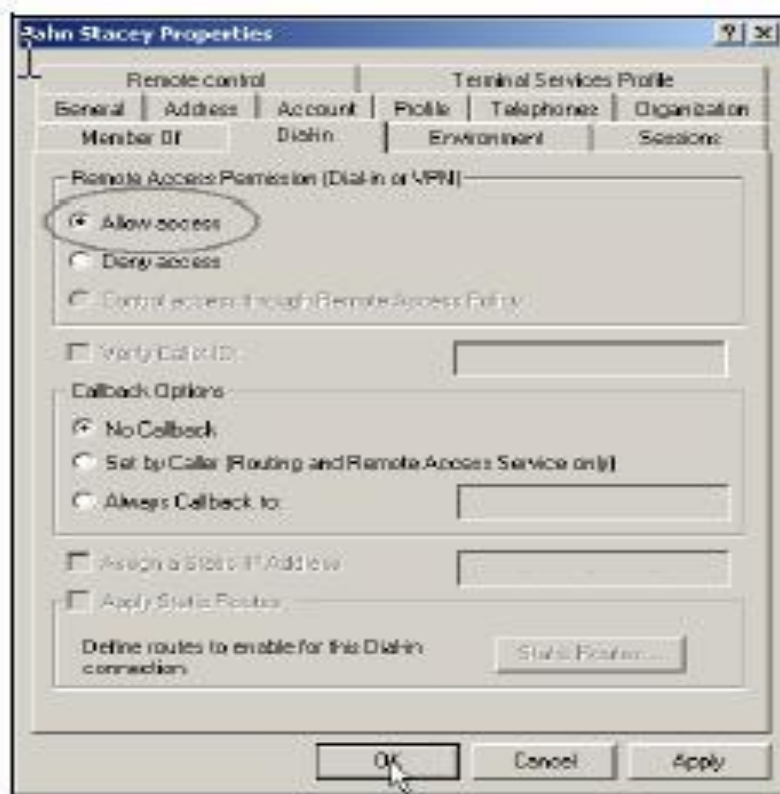 John Stacey Properties
Remote control Terminal Services Profile
General Address Account Profile Telephones Organization
Member Of Dial-in Environment Sessions
Remote Access Permission (Dial-in or VPN)
Allow access
Deny access
Control access through Remote Access Policy
Verify Caller-ID:
Callback Options
No Callback
Set by Caller (Routing and Remote Access Service only)
Always Callback to:
Assign a Static IP Address
Apply Static Routes
Define routes to enable for this Dial-in
connection.
Static Routes ...
OK Cancel Apply